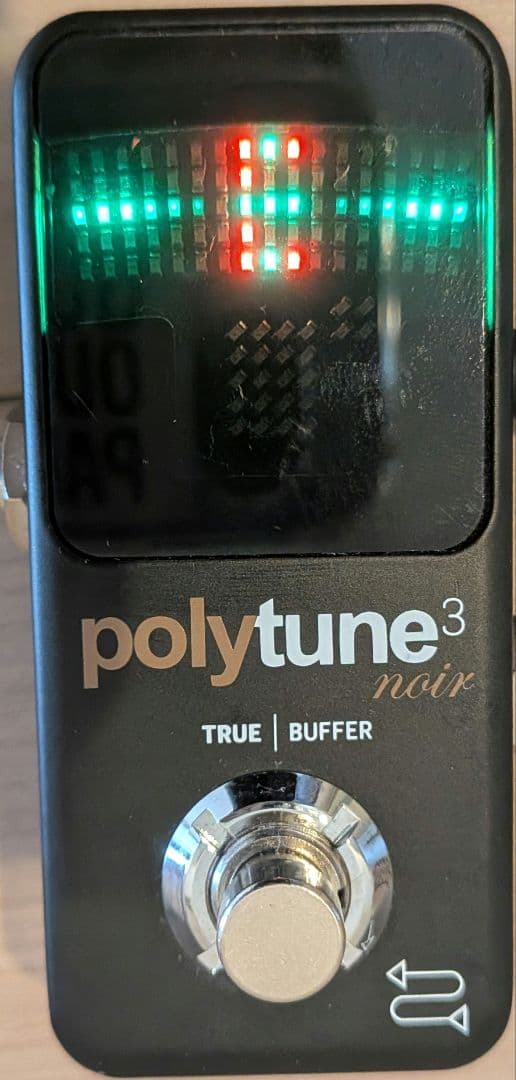 polytune3
noir
TRUE | BUFFER